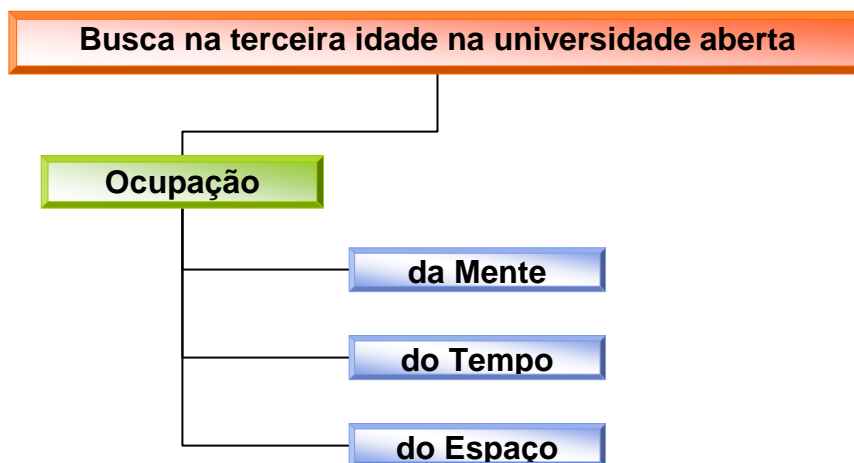 Busca na terceira idade na universidade aberta
Ocupação
da Mente
do Tempo
do Espaço